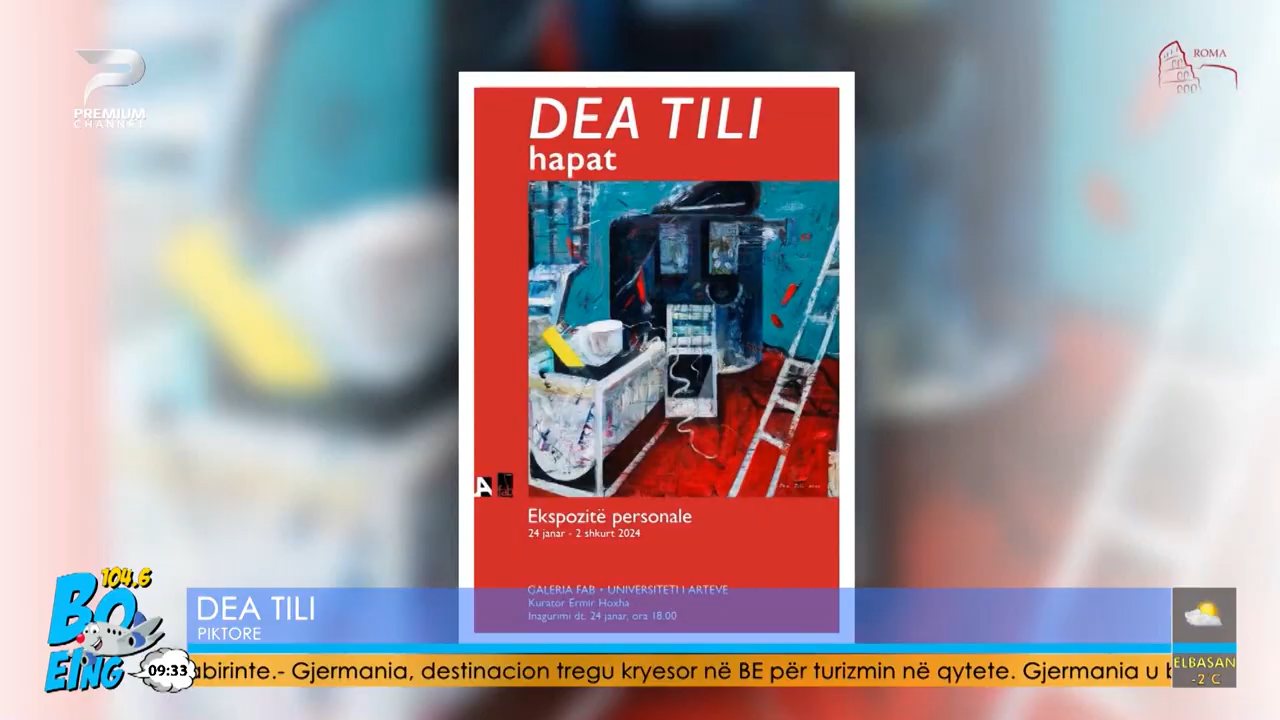 PREMIUM
CHANNEL
ROMA
DEA TILI
hapat
Ekspozitë personale
24 janar - 2 shkurt 2024
GALERIA FAB • UNIVERSITETI I ARTEVE
Kurator Ermir Hoxha
Inagurimi dt. 24 janar, ora 18.00
104.6
BOEING
09:33
DEA TILI
PIKTORE
abirinte.- Gjermania, destinacion tregu kryesor në BE për turizmin në qytete. Gjermania u
ELBASAN
-2°C